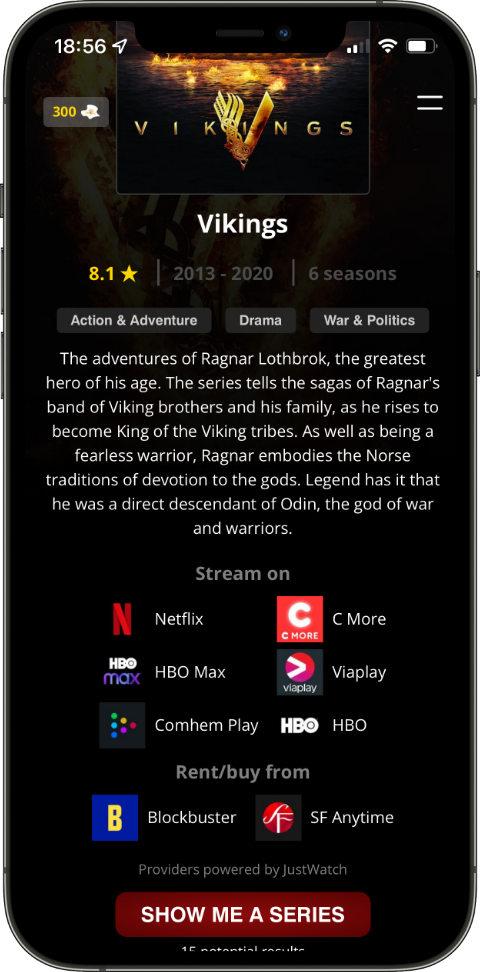 18:56
300
VIKINGS
Vikings
8.1 ★ | 2013 - 2020 | 6 seasons
Action & Adventure Drama War & Politics
The adventures of Ragnar Lothbrok, the greatest
hero of his age. The series tells the sagas of Ragnar's
band of Viking brothers and his family, as he rises to
become King of the Viking tribes. As well as being a
fearless warrior, Ragnar embodies the Norse
traditions of devotion to the gods. Legend has it that
he was a direct descendant of Odin, the god of war
and warriors.
Stream on
N Netflix C C MORE C More
HBO max HBO Max viaplay Viaplay
Comhem Play HBO HBO
Rent/buy from
B Blockbuster SF SF Anytime
Providers powered by JustWatch
SHOW ME A SERIES
15 potential results